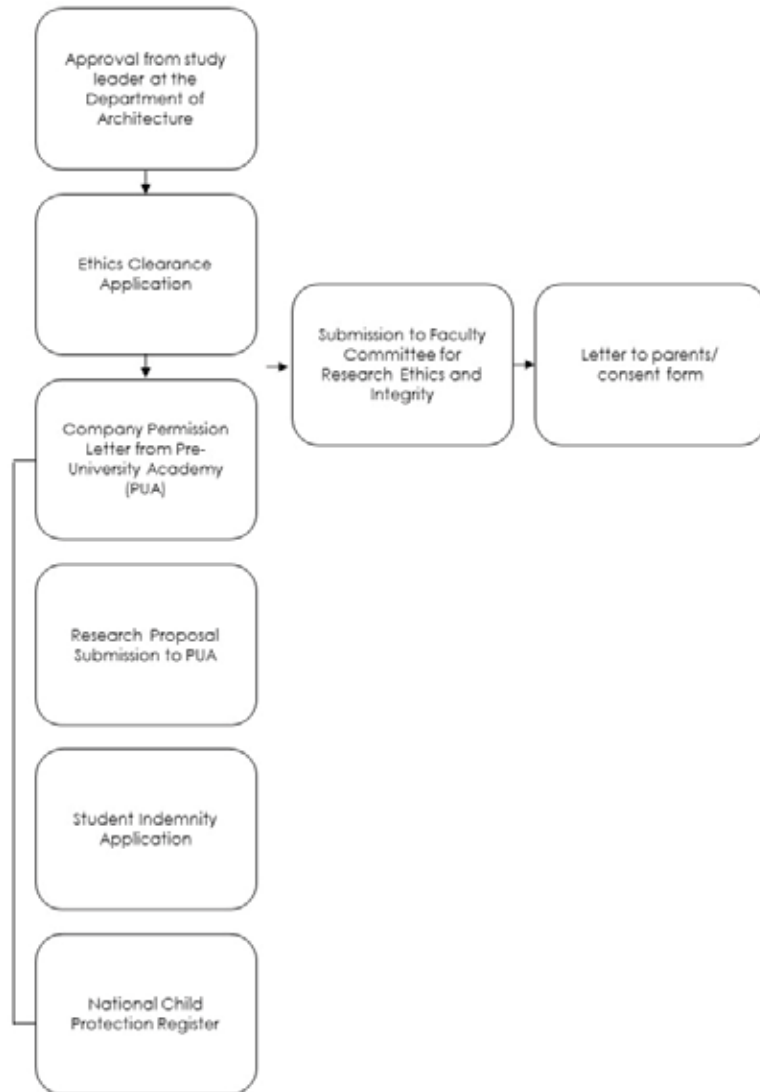 Approval from study
leader at the
Department of
Architecture
Ethics Clearance
Application
Submission to Faculty
Committee for
Research Ethics and
Integrity
Letter to parents/
consent form
Company Permission
Letter from Pre-
University Academy
(PUA)
Research Proposal
Submission to PUA
Student Indemnity
Application
National Child
Protection Register